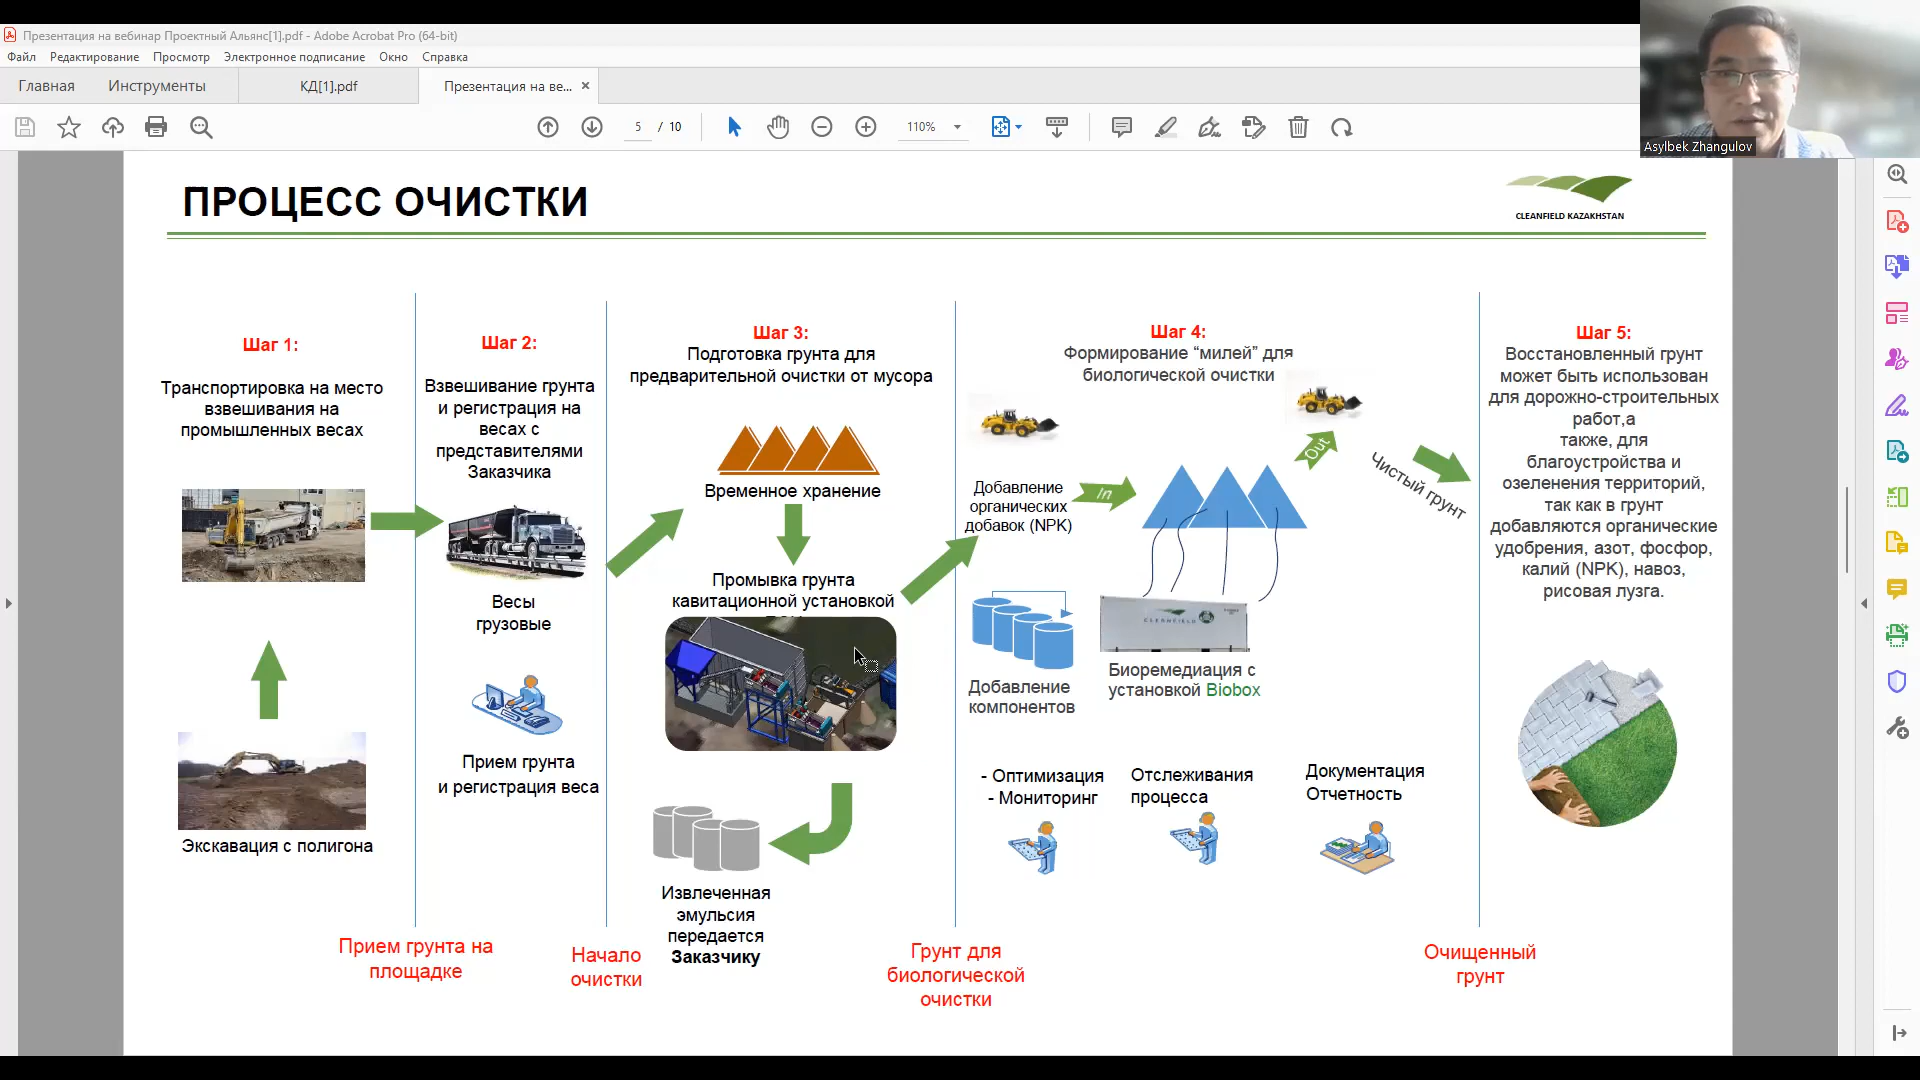 Презентация на вебинар Проектный Альянс[1].pdf - Adobe Acrobat Pro (64-bit)
Файл Редактирование Просмотр Электронное подписание Окно Справка
Главная Инструменты КД[1].pdf Презентация на ве... ×
5 / 10 110%
Asylbek Zhangulov
ПРОЦЕСС ОЧИСТКИ
CLEANFIELD KAZAKHSTAN
Шаг 1:
Транспортировка на место
взвешивания на
промышленных весах
Экскавация с полигона
Шаг 2:
Взвешивание грунта
и регистрация на
весах с
представителями
Заказчика
Весы
грузовые
Прием грунта
и регистрация веса
Шаг 3:
Подготовка грунта для
предварительной очистки от мусора
Временное хранение
Промывка грунта
кавитационной установкой
Извлеченная
эмульсия
передается
Заказчику
Шаг 4:
Формирование “милей” для
биологической очистки
Добавление
органических
добавок (NPK)
In
Out
Чистый грунт
CLEANFIELD
Добавление
компонентов
Биоремедиация с
установкой Biobox
- Оптимизация
- Мониторинг
Отслеживания
процесса
Документация
Отчетность
Шаг 5:
Восстановленный грунт
может быть использован
для дорожно-строительных
работ,а
также, для
благоустройства и
озеленения территорий,
так как в грунт
добавляются органические
удобрения, азот, фосфор,
калий (NPK), навоз,
рисовая лузга.
Прием грунта на
площадке
Начало
очистки
Грунт для
биологической
очистки
Очищенный
грунт